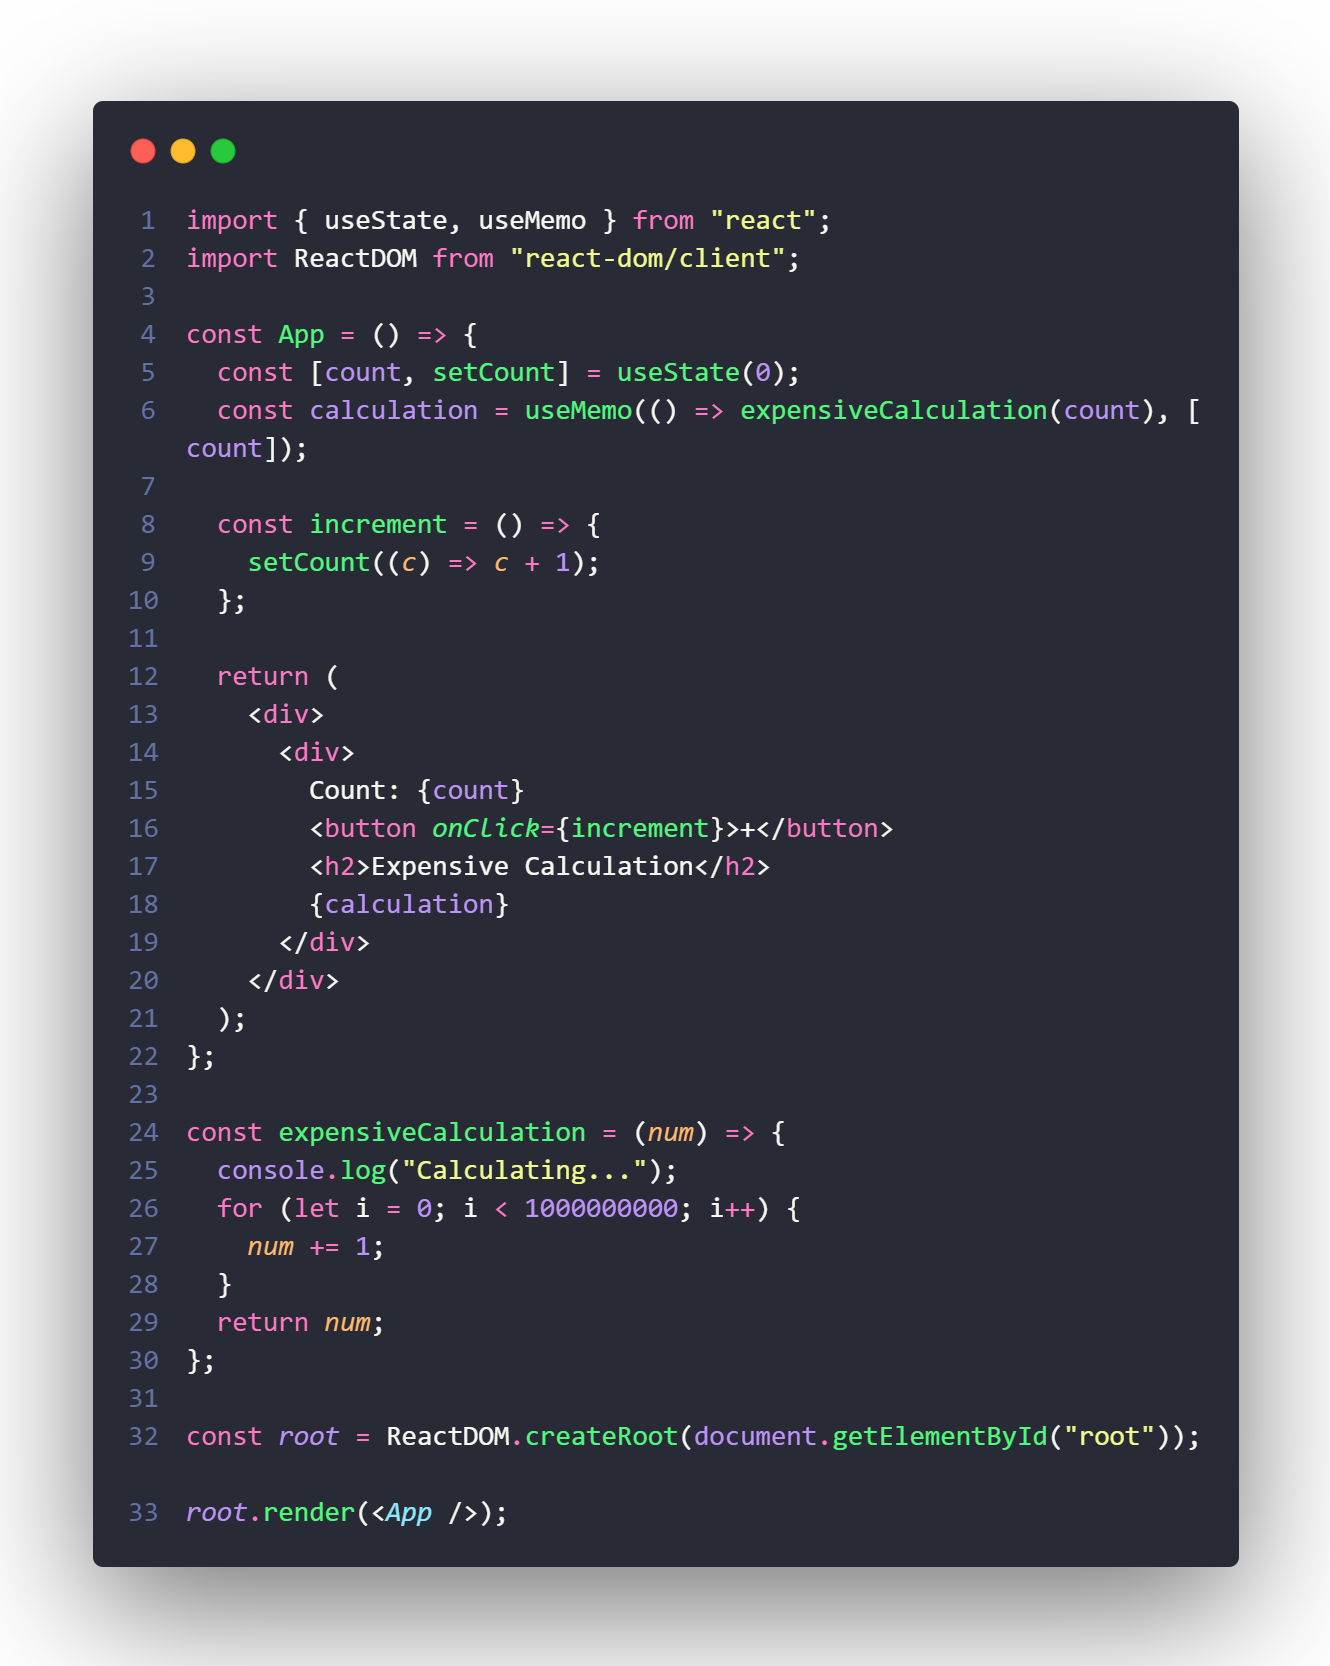 1 import { useState, useMemo } from "react";
2 import ReactDOM from "react-dom/client";
3
4 const App = () => {
5   const [count, setCount] = useState(0);
6   const calculation = useMemo(() => expensiveCalculation(count), [
count]);
7
8   const increment = () => {
9     setCount((c) => c + 1);
10   };
11
12   return (
13     <div>
14       <div>
15         Count: {count}
16         <button onClick={increment}>+</button>
17         <h2>Expensive Calculation</h2>
18         {calculation}
19       </div>
20     </div>
21   );
22 };
23
24 const expensiveCalculation = (num) => {
25   console.log("Calculating...");
26   for (let i = 0; i < 1000000000; i++) {
27     num += 1;
28   }
29   return num;
30 };
31
32 const root = ReactDOM.createRoot(document.getElementById("root"));
33 root.render(<App />);